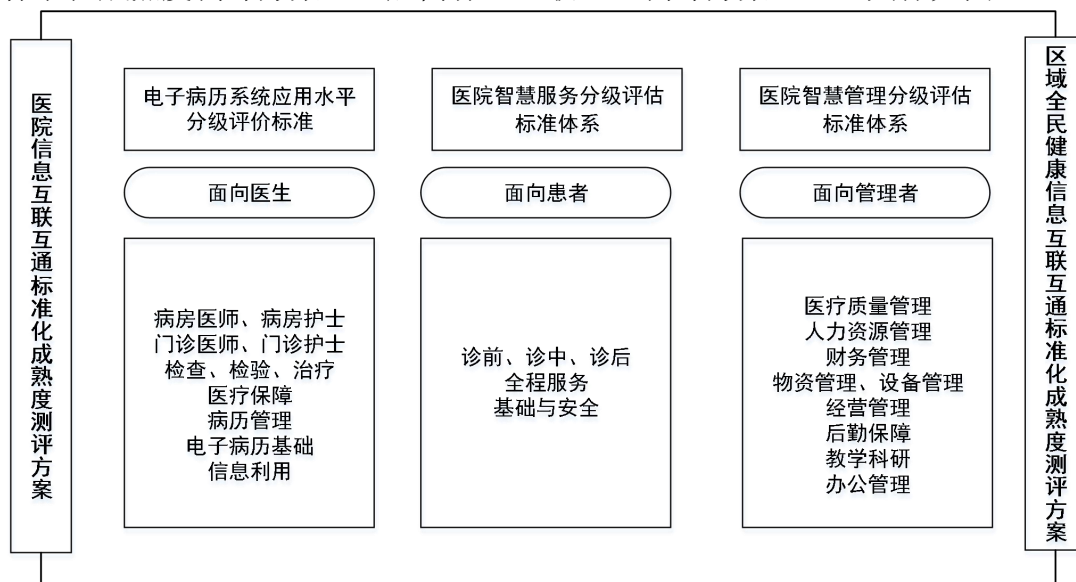 医院信息互联互通标准化成熟度测评方案
电子病历系统应用水平
分级评价标准
面向医生
病房医师、病房护士
门诊医师、门诊护士
检查、检验、治疗
医疗保障
病历管理
电子病历基础
信息利用
医院智慧服务分级评估
标准体系
面向患者
诊前、诊中、诊后
全程服务
基础与安全
医院智慧管理分级评估
标准体系
面向管理者
医疗质量管理
人力资源管理
财务管理
物资管理、设备管理
经营管理
后勤保障
教学科研
办公管理
区域全民健康信息互联互通标准化成熟度测评方案